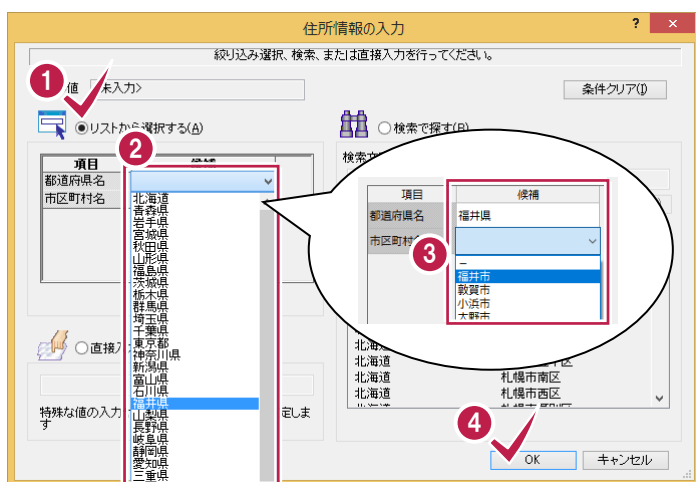 住所情報の入力
? ×
絞り込み選択、検索、または直接入力を行ってください。
1
値 未入力>
条件クリア(I)
リストから選択する(A)
検索で探す(B)
2
項目
都道府県名
市区町村名
北海道
青森県
岩手県
宮城県
秋田県
山形県
福島県
茨城県
栃木県
群馬県
埼玉県
千葉県
東京都
神奈川県
新潟県
富山県
石川県
福井県
山梨県
長野県
岐阜県
静岡県
愛知県
三重県
項目 候補
都道府県名 福井県
市区町村
3
–
福井市
敦賀市
小浜市
大野市
直接入
特殊な値の入力
定しま
す
北海道
北海道 札幌市南区
北海道 札幌市西区
4
OK キャンセル